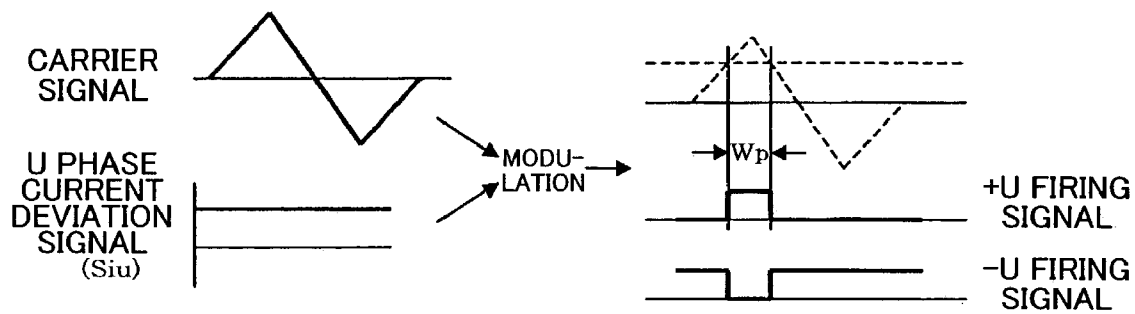 CARRIER
SIGNAL
U PHASE
CURRENT
DEVIATION
SIGNAL
(Siu)
MODU-
LATION
Wp
+U FIRING
SIGNAL
−U FIRING
SIGNAL